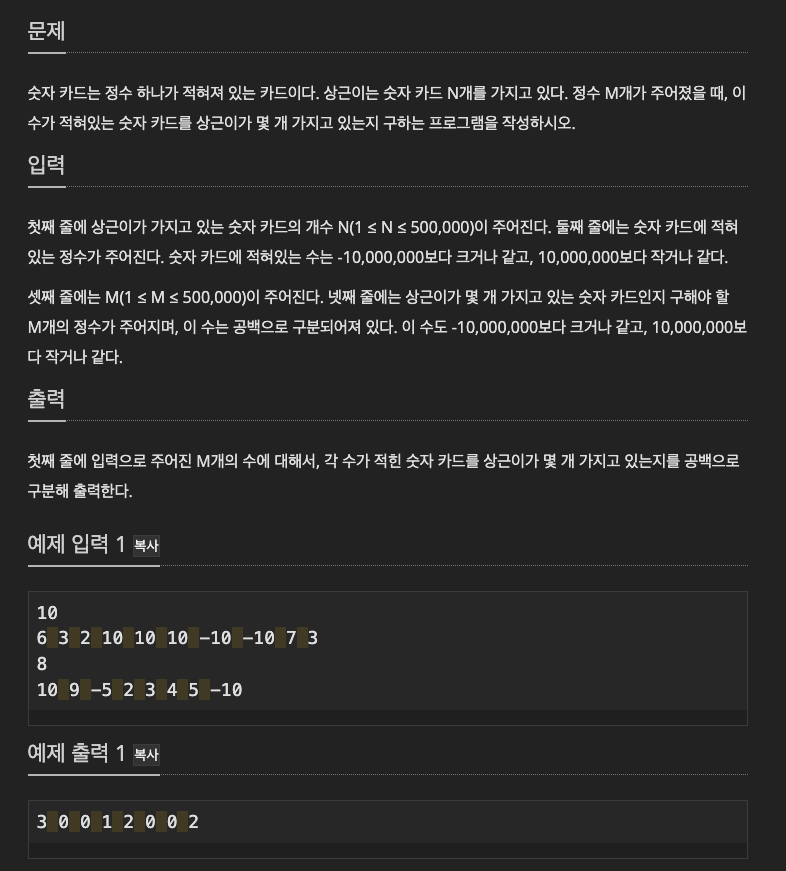 문제
숫자 카드는 정수 하나가 적혀져 있는 카드이다. 상근이는 숫자 카드 N개를 가지고 있다. 정수 M개가 주어졌을 때, 이
수가 적혀있는 숫자 카드를 상근이가 몇 개 가지고 있는지 구하는 프로그램을 작성하시오.
입력
첫째 줄에 상근이가 가지고 있는 숫자 카드의 개수 N(1 ≤ N ≤ 500,000)이 주어진다. 둘째 줄에는 숫자 카드에 적혀
있는 정수가 주어진다. 숫자 카드에 적혀있는 수는 -10,000,000보다 크거나 같고, 10,000,000보다 작거나 같다.
셋째 줄에는 M(1 ≤ M ≤ 500,000)이 주어진다. 넷째 줄에는 상근이가 몇 개 가지고 있는 숫자 카드인지 구해야 할
M개의 정수가 주어지며, 이 수는 공백으로 구분되어져 있다. 이 수도 -10,000,000보다 크거나 같고, 10,000,000보
다 작거나 같다.
출력
첫째 줄에 입력으로 주어진 M개의 수에 대해서, 각 수가 적힌 숫자 카드를 상근이가 몇 개 가지고 있는지를 공백으로
구분해 출력한다.
예제 입력 1 복사
10
6 3 2 10 10 10 -10 -10 7 3
8
10 9 -5 2 3 4 5 -10
예제 출력 1 복사
3 0 0 1 2 0 0 2